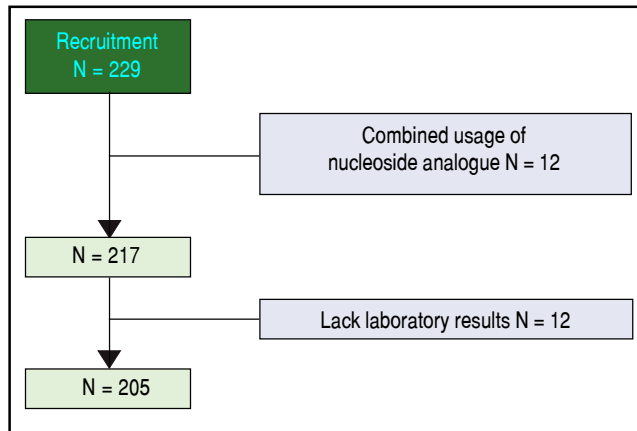 Recruitment
N = 229
Combined usage of
nucleoside analogue N = 12
N = 217
Lack laboratory results N = 12
N = 205